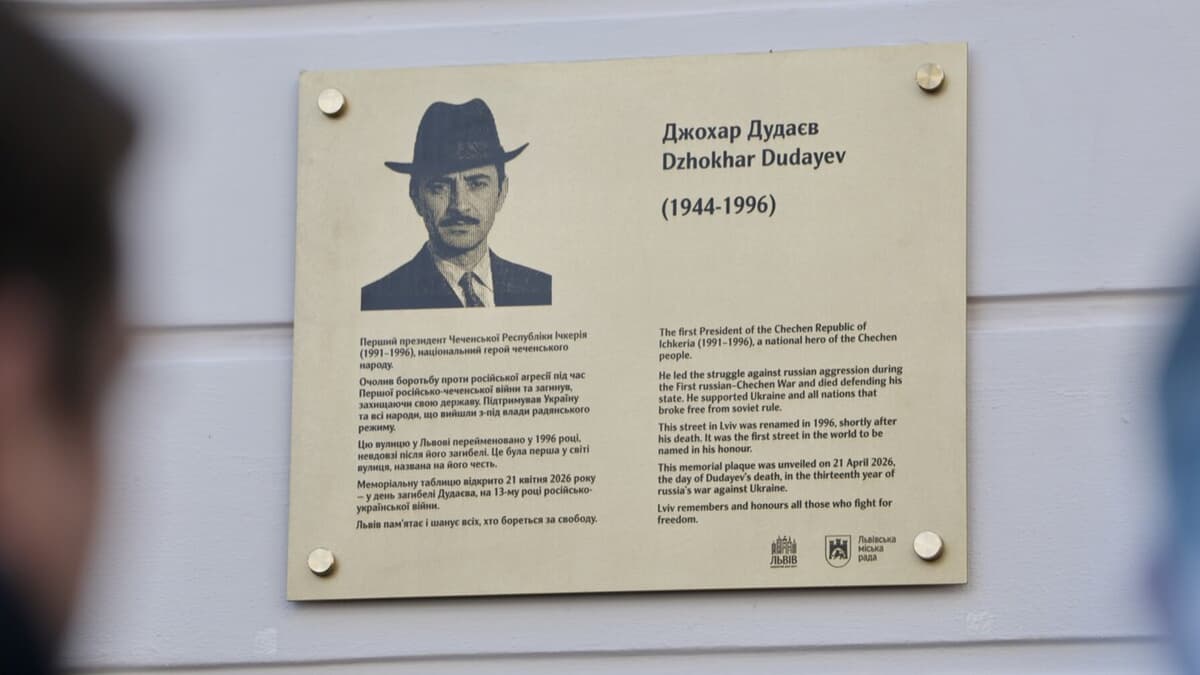 Джохар Дудаєв
Dzhokhar Dudayev
(1944-1996)
Перший президент Чеченської Республіки Ічкерія
(1991–1996), національний герой чеченського
народу.
Очолив боротьбу проти російської агресії під час
Першої російсько-чеченської війни та загинув,
захищаючи свою державу. Підтримував Україну
та всі народи, що вийшли з-під влади радянського
режиму.
Цю вулицю у Львові перейменовано у 1996 році,
невдовзі після його загибелі. Це була перша у світі
вулиця, названа на його честь.
Меморіальну таблицю відкрито 21 квітня 2026 року
– у день загибелі Дудаєва, на 13-му році російсько-
української війни.
Львів пам'ятає і шанує всіх, хто бореться за свободу.
The first President of the Chechen Republic of
Ichkeria (1991–1996), a national hero of the Chechen
people.
He led the struggle against russian aggression during
the First russian–Chechen War and died defending his
state. He supported Ukraine and all nations that
broke free from soviet rule.
This street in Lviv was renamed in 1996, shortly after
his death. It was the first street in the world to be
named in his honour.
This memorial plaque was unveiled on 21 April 2026,
the day of Dudayev's death, in the thirteenth year of
russia's war against Ukraine.
Lviv remembers and honours all those who fight for
freedom.
ЛЬВІВ
Львівська
міська
рада